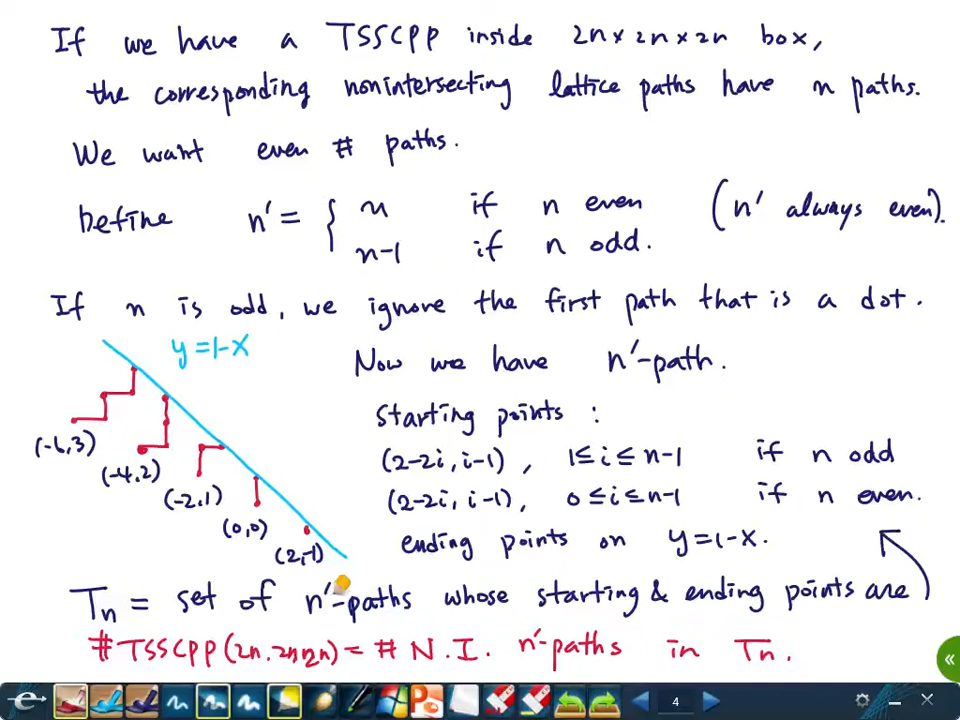 If we have a TSSCPP inside 2n×2n×2n box,
the corresponding nonintersecting lattice paths have n paths.
We want even # paths.
define n' = { n if n even (n' always even).
n-1 if n odd.
If n is odd, we ignore the first path that is a dot.
y=1-x
Now we have n'-path.
starting points :
(2-2i, i-1), 1≤i≤n-1 if n odd
(2-2i, i-1), 0≤i≤n-1 if n even.
ending points on y=1-x.
(-6,3)
(-4,2)
(-2,1)
(0,0)
(2,-1)
Tn = set of n'-paths whose starting & ending points are
#TSSCPP(2n.2n.2n) = # N.I. n'-paths in Tn.
4